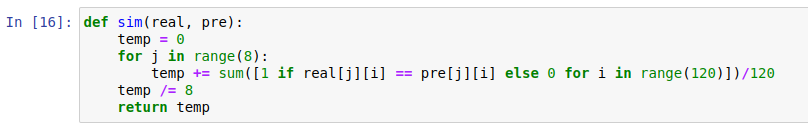 In [16]: def sim(real, pre):
    temp = 0
    for j in range(8):
        temp += sum([1 if real[j][i] == pre[j][i] else 0 for i in range(120)])/120
    temp /= 8
    return temp